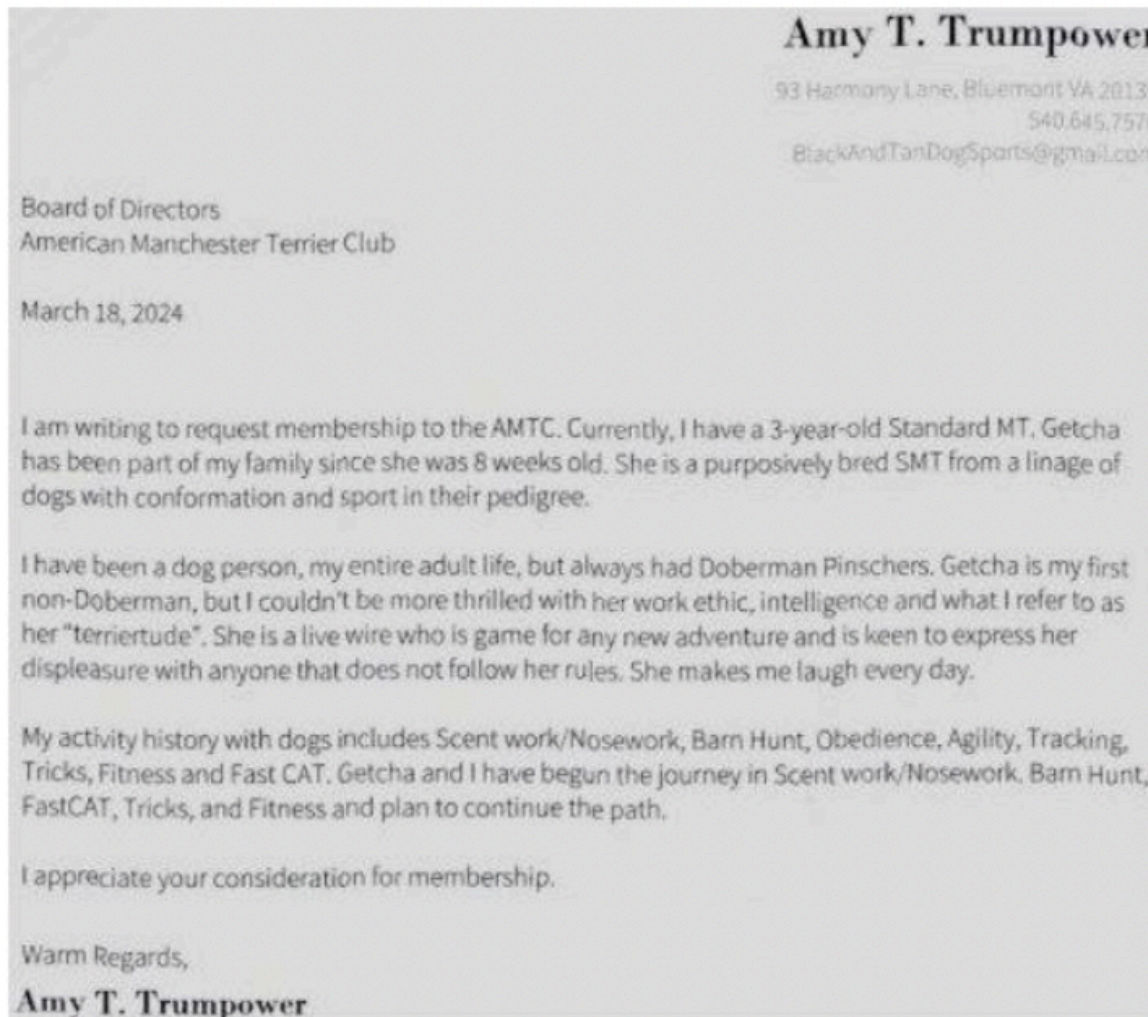 Amy T. Trumpower
93 Harmony Lane, Bluemont VA 2013
540.645.757
BlackAndTanDogSports@gmail.com
Board of Directors
American Manchester Terrier Club
March 18, 2024
I am writing to request membership to the AMTC. Currently, I have a 3-year-old Standard MT. Getcha
has been part of my family since she was 8 weeks old. She is a purposively bred SMT from a linage of
dogs with conformation and sport in their pedigree.
I have been a dog person, my entire adult life, but always had Doberman Pinschers. Getcha is my first
non-Doberman, but I couldn't be more thrilled with her work ethic, intelligence and what I refer to as
her "terriertude". She is a live wire who is game for any new adventure and is keen to express her
displeasure with anyone that does not follow her rules. She makes me laugh every day.
My activity history with dogs includes Scent work/Nosework, Barn Hunt, Obedience, Agility, Tracking,
Tricks, Fitness and Fast CAT. Getcha and I have begun the journey in Scent work/Nosework. Barn Hunt,
FastCAT, Tricks, and Fitness and plan to continue the path.
I appreciate your consideration for membership.
Warm Regards,
Amy T. Trumpower